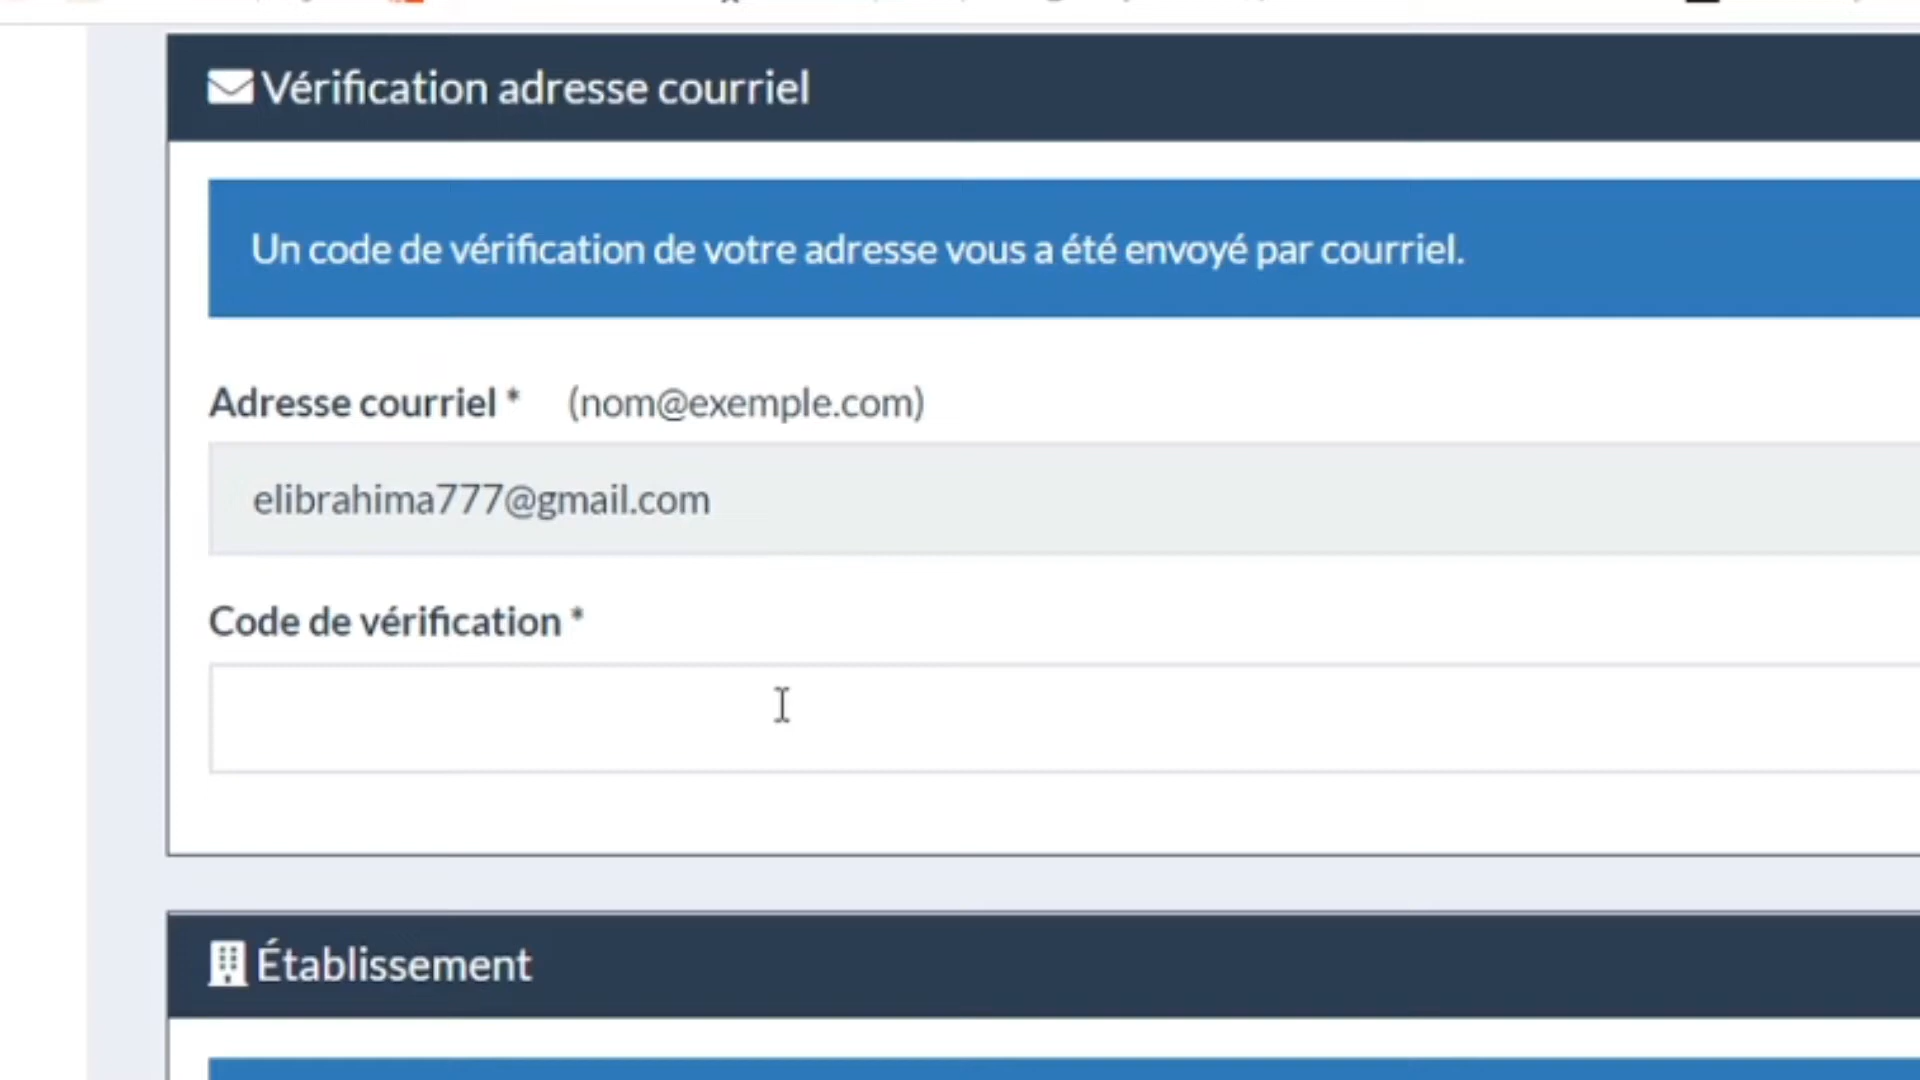 Vérification adresse courriel
Un code de vérification de votre adresse vous a été envoyé par courriel.
Adresse courriel * (nom@exemple.com)
elibrahima777@gmail.com
Code de vérification *
Établissement